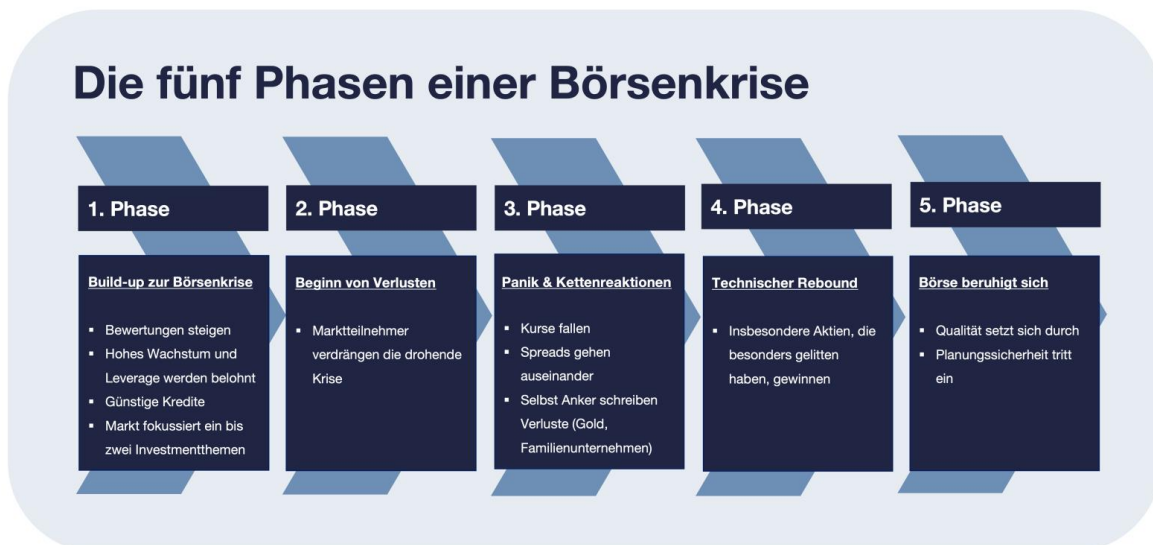 Die fünf Phasen einer Börsenkrise
1. Phase
Build-up zur Börsenkrise
▪ Bewertungen steigen
▪ Hohes Wachstum und
Leverage werden belohnt
▪ Günstige Kredite
▪ Markt fokussiert ein bis
zwei Investmentthemen
2. Phase
Beginn von Verlusten
▪ Marktteilnehmer
verdrängen die drohende
Krise
3. Phase
Panik & Kettenreaktionen
▪ Kurse fallen
▪ Spreads gehen
auseinander
▪ Selbst Anker schreiben
Verluste (Gold,
Familienunternehmen)
4. Phase
Technischer Rebound
▪ Insbesondere Aktien, die
besonders gelitten
haben, gewinnen
5. Phase
Börse beruhigt sich
▪ Qualität setzt sich durch
▪ Planungssicherheit tritt
ein